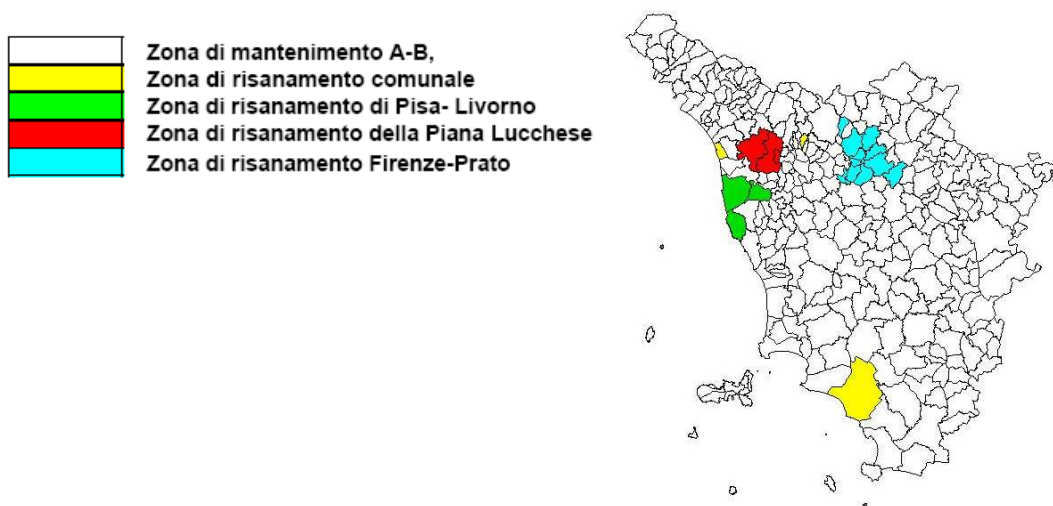 Zona di mantenimento A-B,
Zona di risanamento comunale
Zona di risanamento di Pisa- Livorno
Zona di risanamento della Piana Lucchese
Zona di risanamento Firenze-Prato